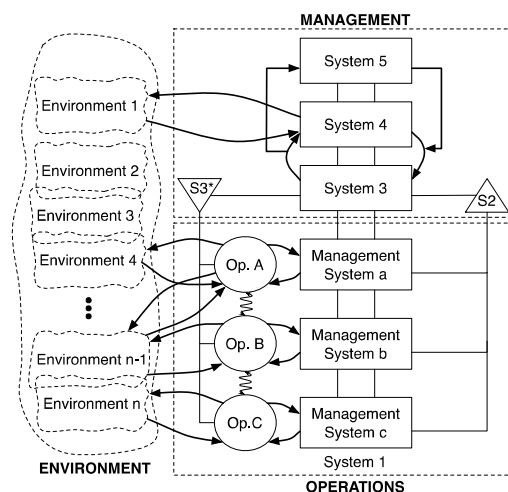 MANAGEMENT
System 5
Environment 1
System 4
Environment 2
System 3
S3*
S2
Environment 3
Environment 4
Op. A
Management
System a
Op. B
Management
System b
Environment n-1
Environment n
Op.C
Management
System c
System 1
ENVIRONMENT
OPERATIONS